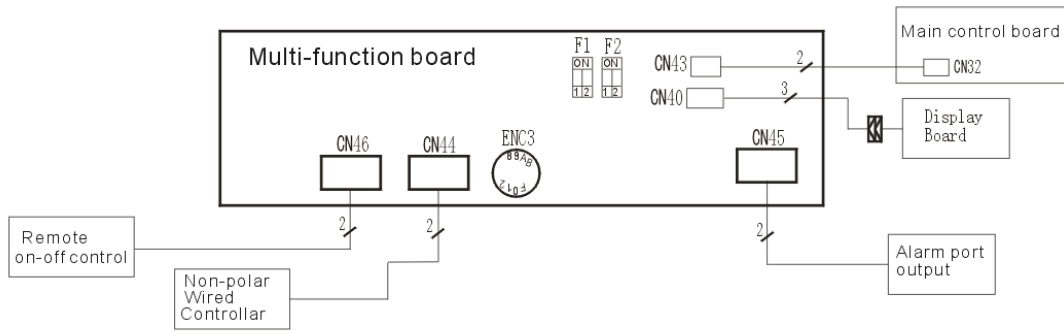 Multi-function board
F1 F2
ON ON
1 2 1 2
CN43
2
Main control board
CN32
CN40
3
Display
Board
CN46
CN44
ENC3
89AB
F012
CN45
2
2
2
Remote
on-off control
Non-polar
Wired
Controllar
Alarm port
output